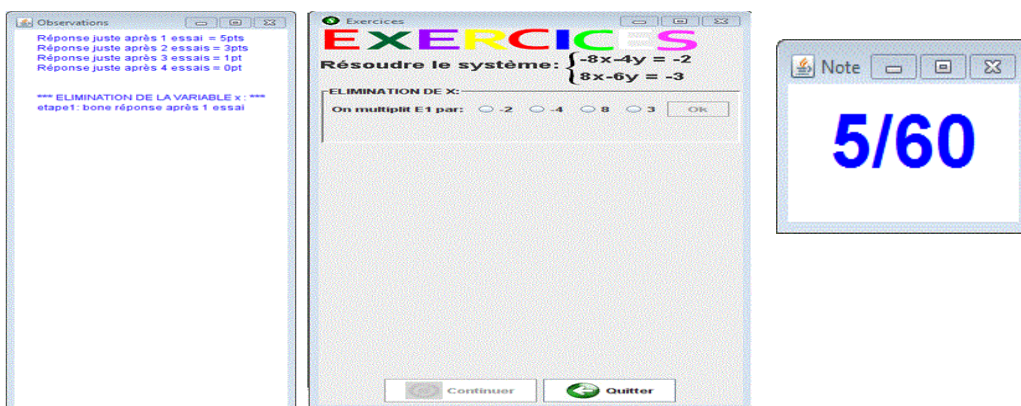 Observations
Réponse juste après 1 essai = 5pts
Réponse juste après 2 essais = 3pts
Réponse juste après 3 essais = 1pt
Réponse juste après 4 essais = 0pt
*** ELIMINATION DE LA VARIABLE x : ***
etape1: bone réponse après 1 essai
Exercices
EXERCICES
Résoudre le système: -8x-4y = -2
8x-6y = -3
ELIMINATION DE X:
On multiplit E1 par: -2 -4 8 3 Ok
Continuer Quitter
Note
5/60